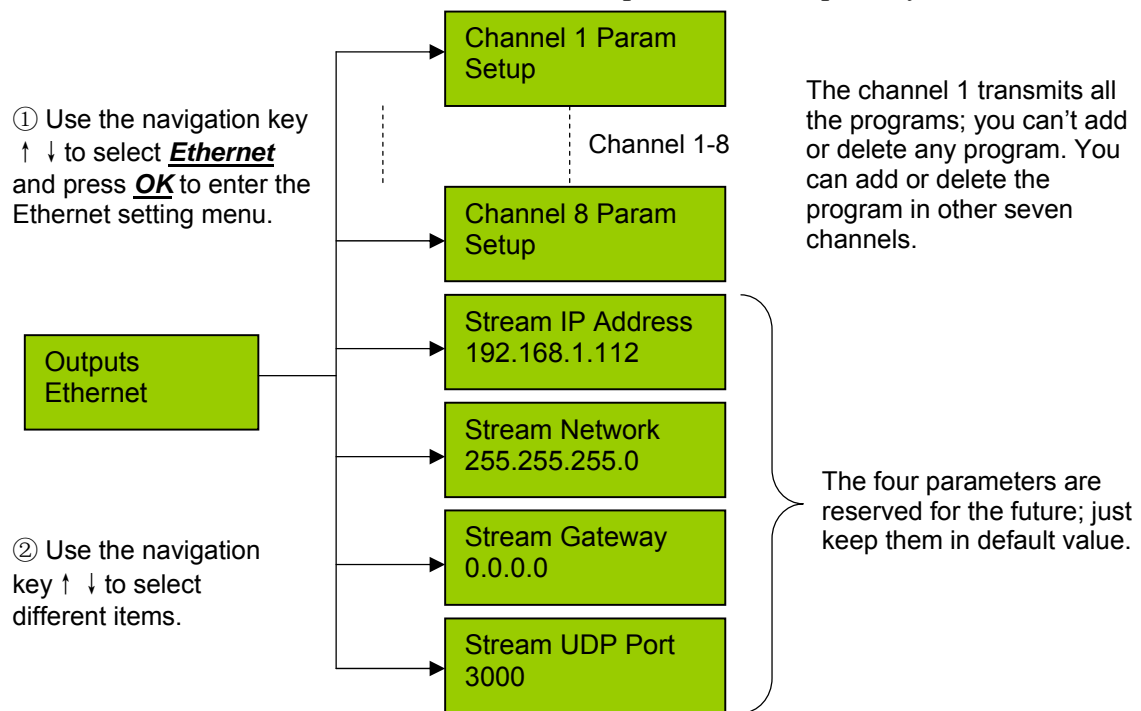 Channel 1 Param
Setup
① Use the navigation key
↑ ↓ to select Ethernet
and press OK to enter the
Ethernet setting menu.
Channel 1-8
The channel 1 transmits all
the programs; you can’t add
or delete any program. You
can add or delete the
program in other seven
channels.
Channel 8 Param
Setup
Stream IP Address
192.168.1.112
Outputs
Ethernet
Stream Network
255.255.255.0
The four parameters are
reserved for the future; just
keep them in default value.
② Use the navigation
key ↑ ↓ to select
different items.
Stream Gateway
0.0.0.0
Stream UDP Port
3000